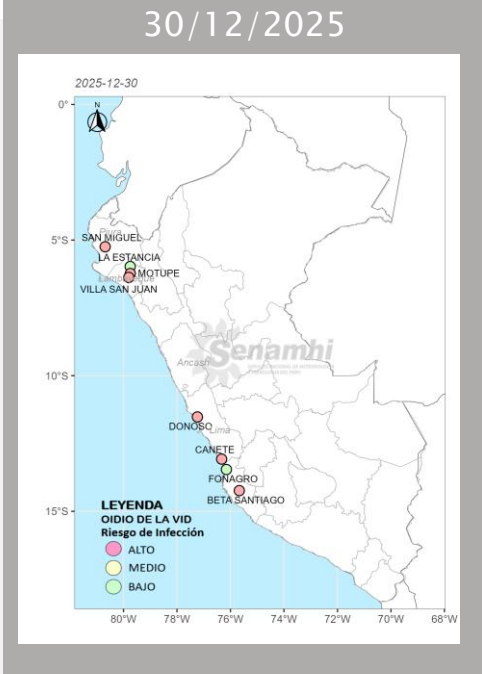 30/12/2025
2025-12-30
N
0°
Piura
SAN MIGUEL
5°S
LA ESTANCIA
MOTUPE
Lambayeque
VILLA SAN JUAN
Senamhi
10°S
Ancash
DONOSO
Lima
CAÑETE
FONAGRO
BETA SANTIAGO
15°S
LEYENDA
OIDIO DE LA VID
Riesgo de Infección
ALTO
MEDIO
BAJO
80°W 78°W 76°W 74°W 72°W 70°W 68°W